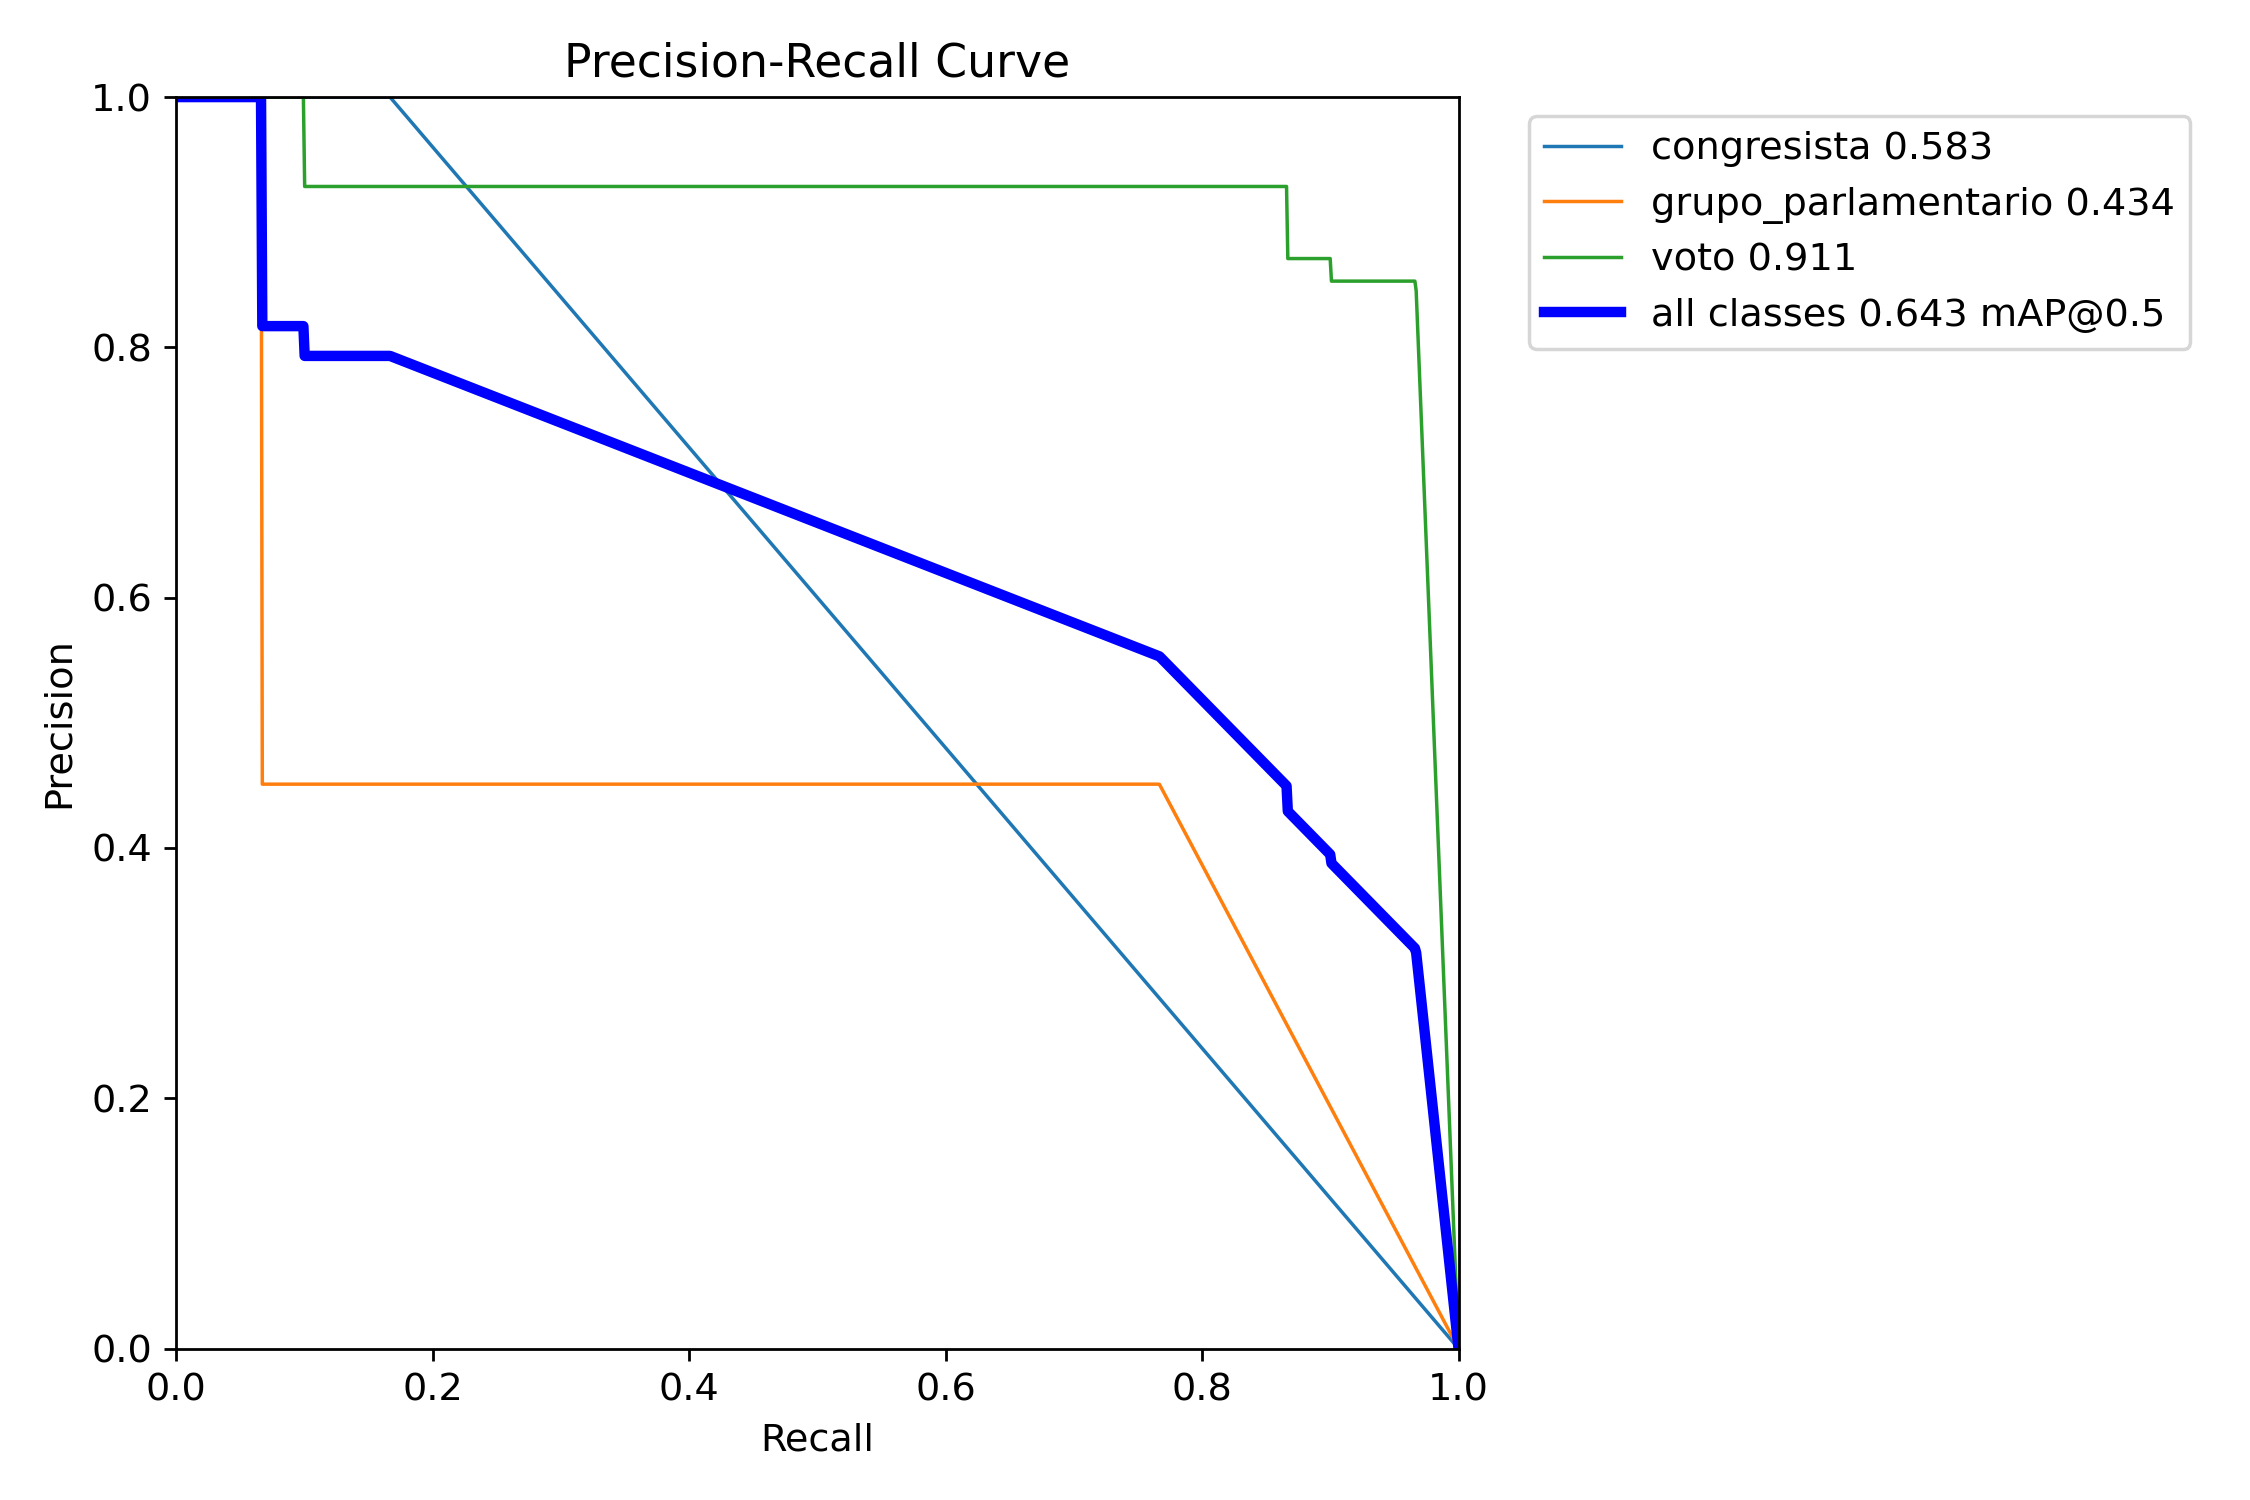 Precision-Recall Curve
congresista 0.583
grupo_parlamentario 0.434
voto 0.911
all classes 0.643 mAP@0.5
Precision
1.0
0.8
0.6
0.4
0.2
0.0
0.0 0.2 0.4 0.6 0.8 1.0
Recall